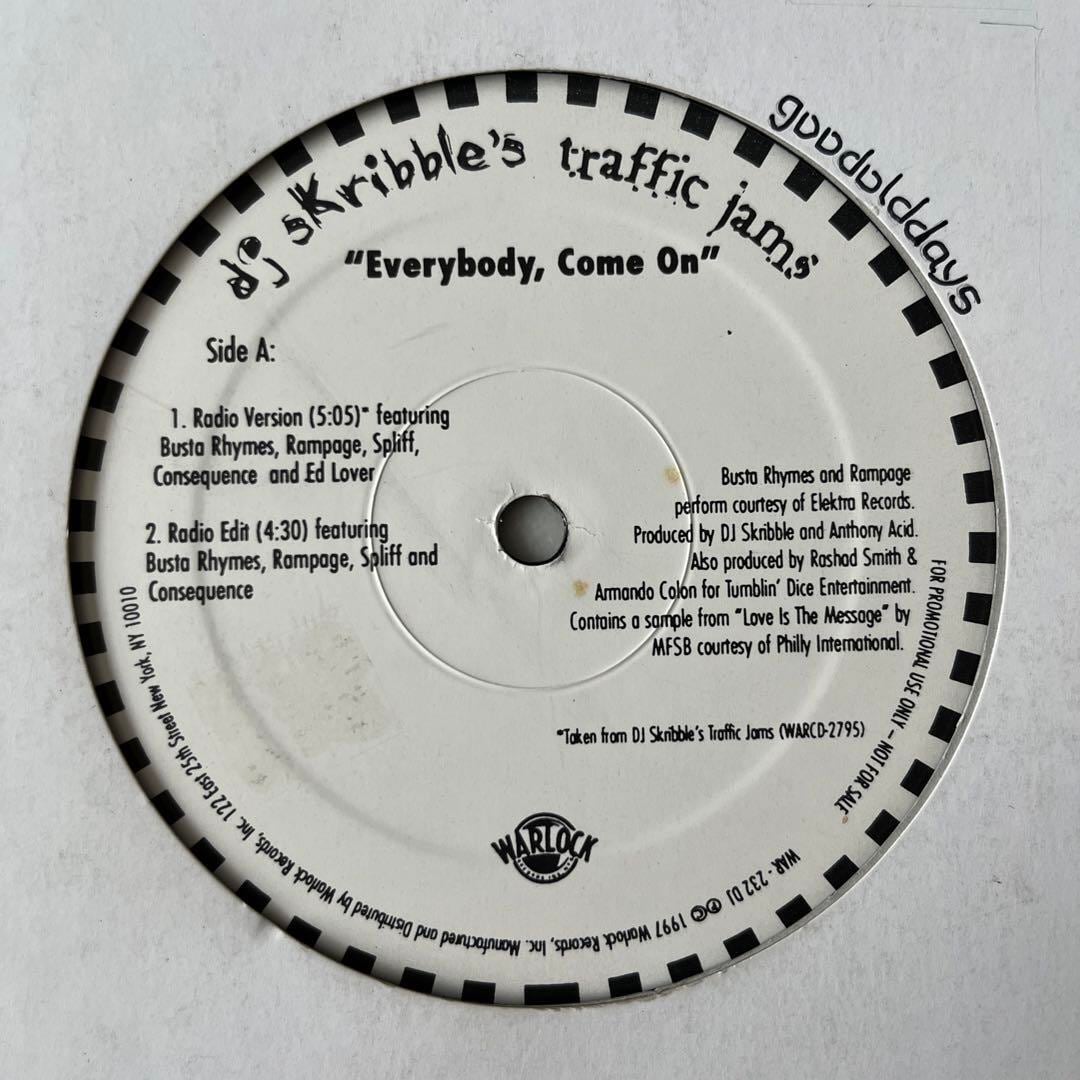 dj skribble's traffic jams
gooddolddays
"Everybody, Come On"
Side A:
1. Radio Version (5:05)* featuring
Busta Rhymes, Rampage, Spliff,
Consequence and Ed Lover
2. Radio Edit (4:30) featuring
Busta Rhymes, Rampage, Spliff and
Consequence
Busta Rhymes and Rampage
perform courtesy of Elektra Records.
Produced by DJ Skribble and Anthony Acid.
Also produced by Rashad Smith &
Armando Colon for Tumblin' Dice Entertainment.
Contains a sample from "Love Is The Message" by
MFSB courtesy of Philly International.
*Taken from DJ Skribble's Traffic Jams (WARCD-2795)
WARLOCK
FOR PROMOTIONAL USE ONLY – NOT FOR SALE
WAR - 232 DJ ℗© 1997 Warlock Records, Inc. Manufactured and Distributed by Warlock Records, Inc. 122 East 25th Street New York, NY 10010